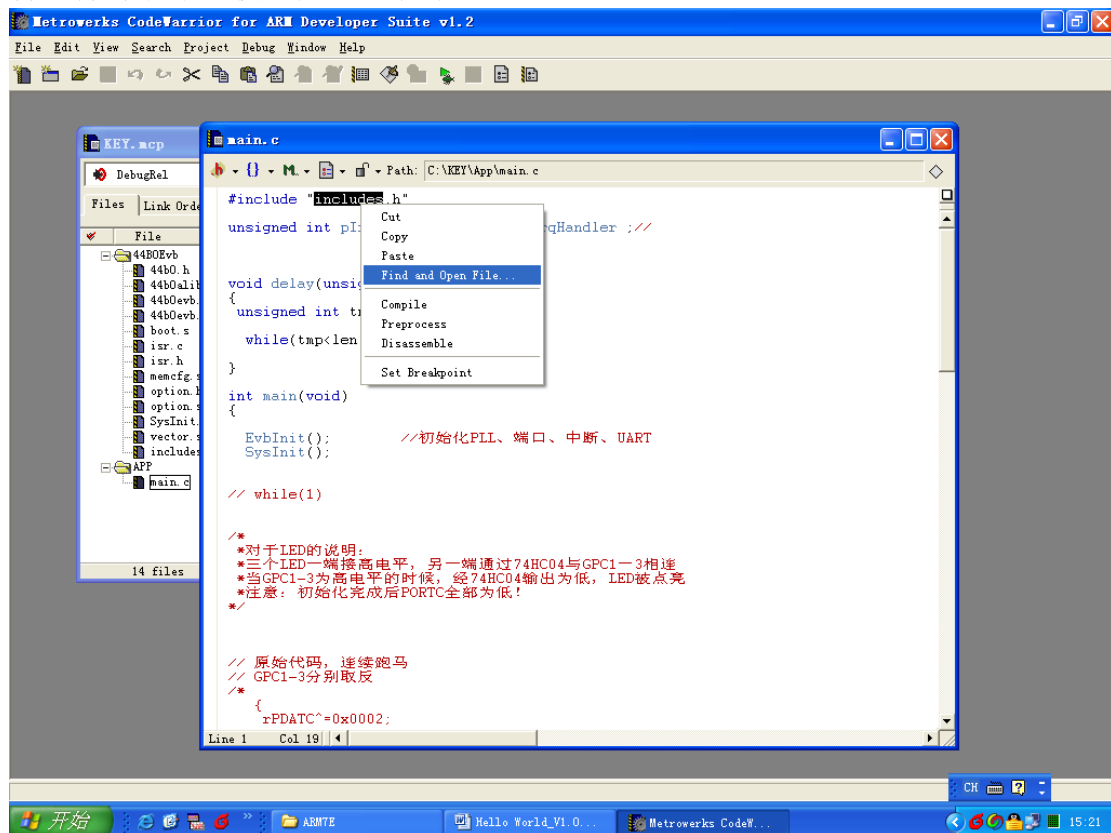 Metrowerks CodeWarrior for ARM Developer Suite v1.2
File Edit View Search Project Debug Window Help
KEY.mcp
DebugRel
Files Link Orde
File
44B0Evb
44b0.h
44b0alib
44b0evb.
44b0evb.
boot.s
isr.c
isr.h
memcfg.s
option.h
option.s
SysInit.
vector.s
includes
APP
main.c
14 files
main.c
Path: C:\KEY\App\main.c
#include "includes.h"
unsigned int pI qHandler ;//
void delay(unsig
{
unsigned int t
while(tmp<len
}
int main(void)
{
EvbInit(); //初始化PLL、端口、中断、UART
SysInit();
// while(1)
/*
*对于LED的说明:
*三个LED一端接高电平, 另一端通过74HC04与GPC1-3相连
*当GPC1-3为高电平的时候, 经74HC04输出为低, LED被点亮
*注意: 初始化完成后PORTC全部为低!
*/
// 原始代码, 连续跑马
// GPC1-3分别取反
/*
{
rPDATC^=0x0002;
Line 1 Col 19
Cut
Copy
Paste
Find and Open File...
Compile
Preprocess
Disassemble
Set Breakpoint
CH
开始
ARM7E
Hello World_V1.0...
Metrowerks CodeW...
15:21